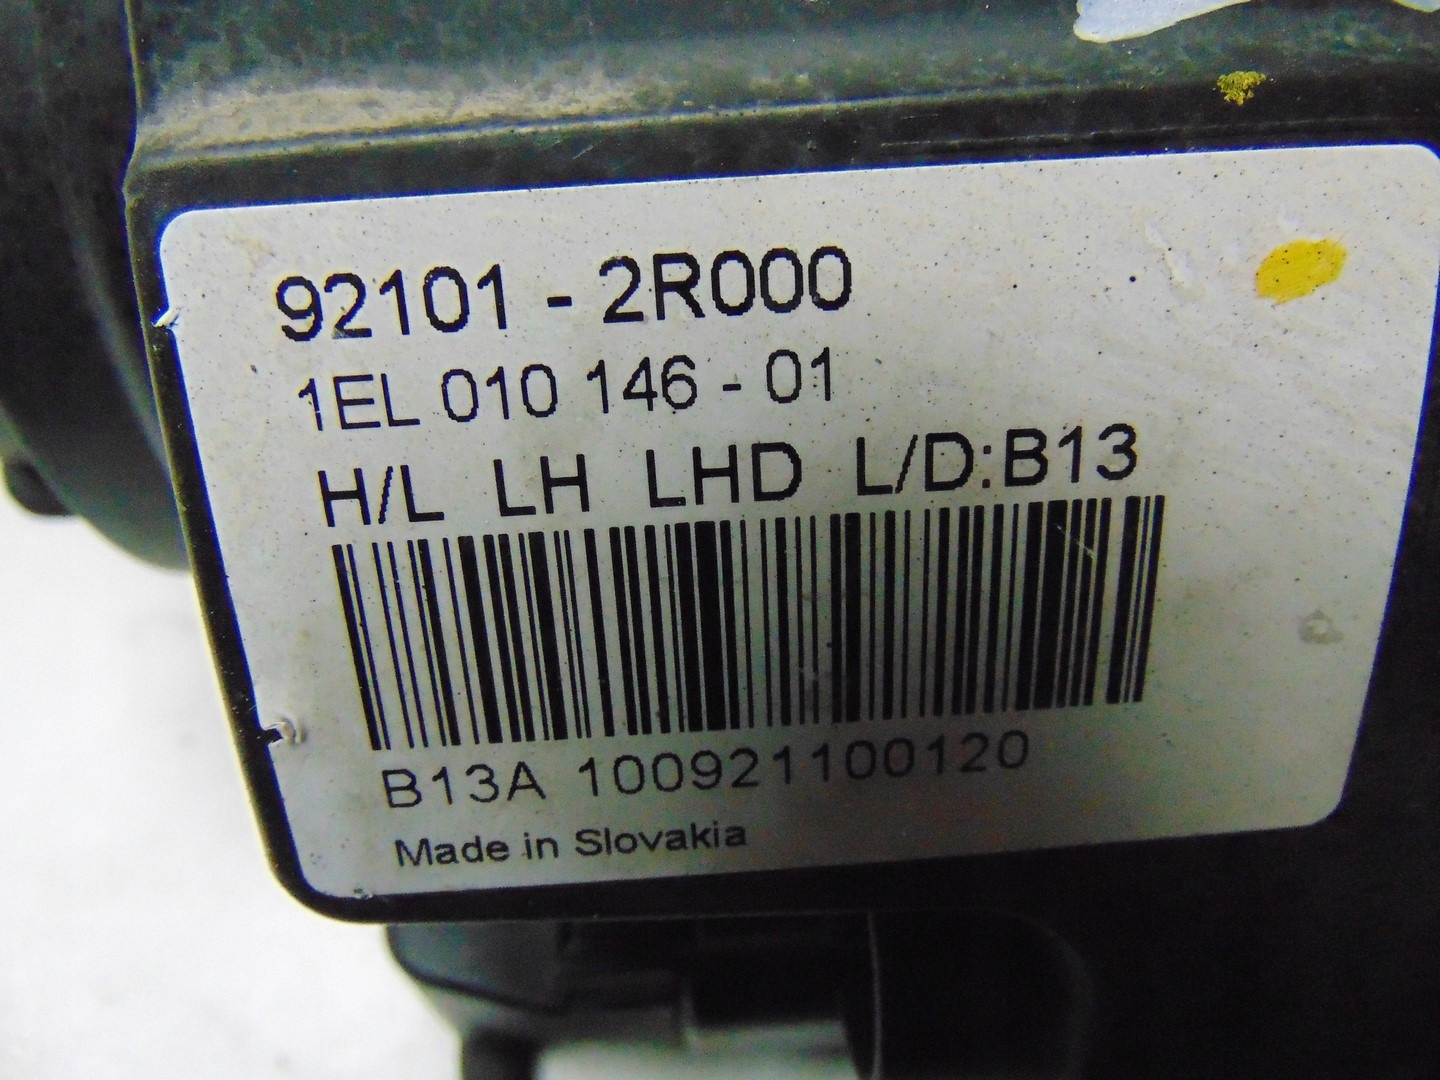 92101 - 2R000
1EL 010 146 - 01
H/L LH LHD L/D:B13
B13A 100921100120
Made in Slovakia